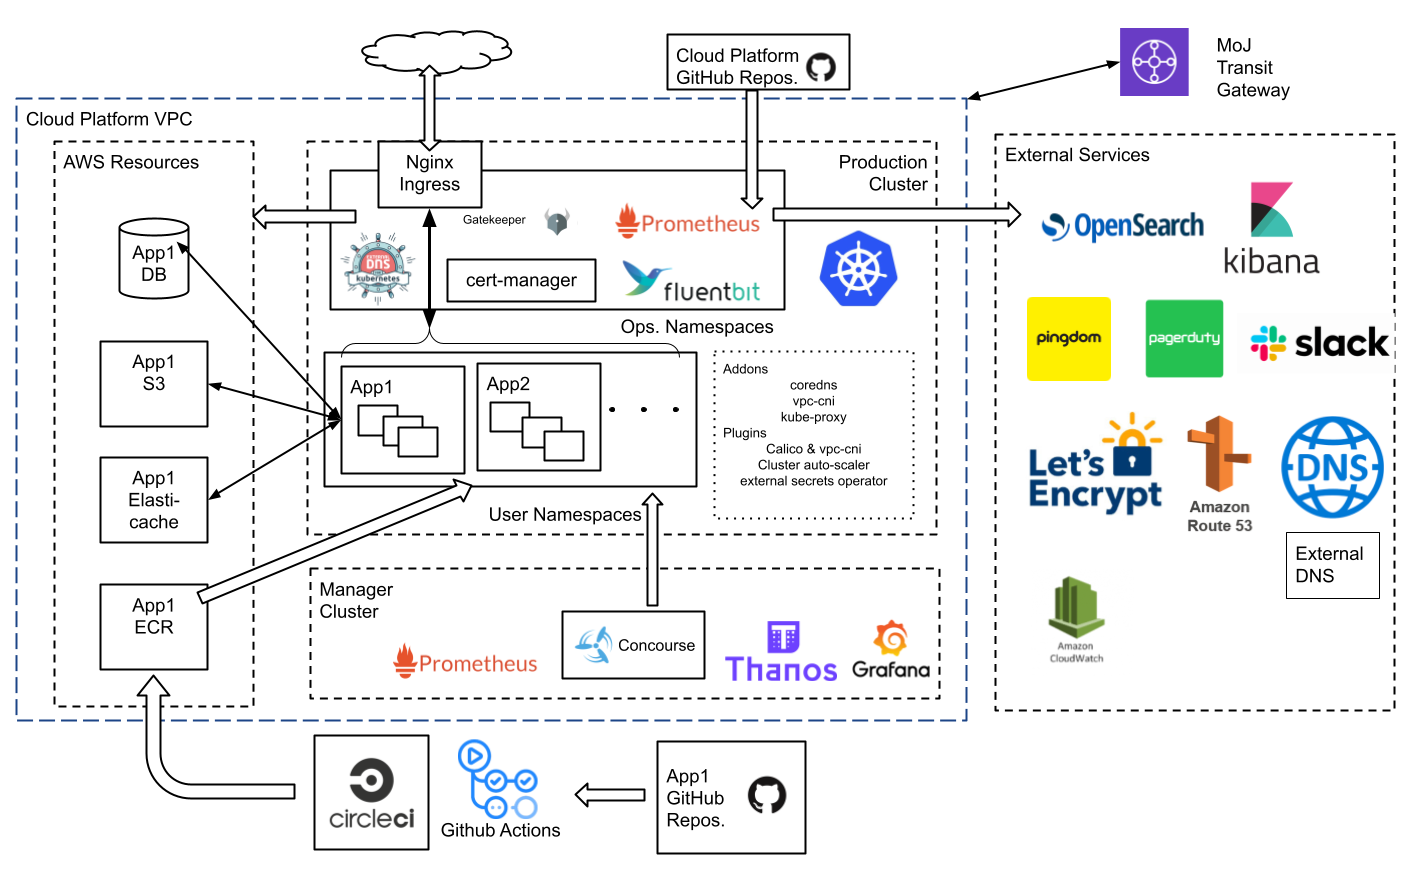 Cloud Platform
GitHub Repos.
MoJ
Transit
Gateway
Cloud Platform VPC
AWS Resources
App1
DB
App1
S3
App1
Elasti-
cache
App1
ECR
Nginx
Ingress
Production
Cluster
Gatekeeper
Prometheus
EXTERNAL
DNS
kubernetes
cert-manager
fluentbit
Ops. Namespaces
App1
App2
. . .
User Namespaces
Addons
coredns
vpc-cni
kube-proxy
Plugins
Calico & vpc-cni
Cluster auto-scaler
external secrets operator
Manager
Cluster
Prometheus
Concourse
Thanos
Grafana
External Services
OpenSearch
kibana
pingdom
pagerduty
slack
Let's
Encrypt
Amazon
Route 53
DNS
External
DNS
Amazon
CloudWatch
circleci
Github Actions
App1
GitHub
Repos.